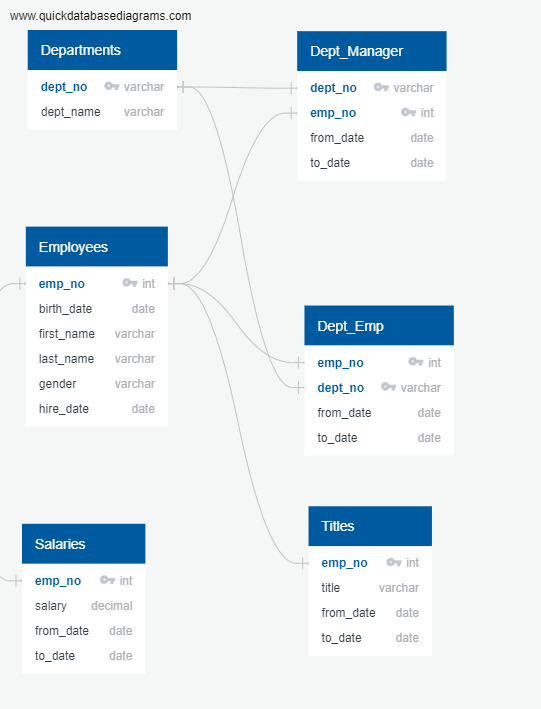 www.quickdatabasediagrams.com
Departments
dept_no varchar
dept_name varchar
Dept_Manager
dept_no varchar
emp_no int
from_date date
to_date date
Employees
emp_no int
birth_date date
first_name varchar
last_name varchar
gender varchar
hire_date date
Dept_Emp
emp_no int
dept_no varchar
from_date date
to_date date
Salaries
emp_no int
salary decimal
from_date date
to_date date
Titles
emp_no int
title varchar
from_date date
to_date date